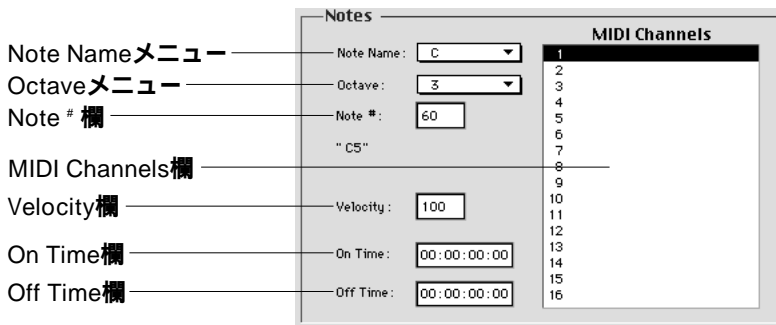 Notes
MIDI Channels
Note Nameメニュー
Note Name: C
Octaveメニュー
Octave: 3
Note # 欄
Note #: 60
"C5"
MIDI Channels欄
Velocity欄
Velocity: 100
On Time欄
On Time: 00:00:00:00
Off Time欄
Off Time: 00:00:00:00
1
2
3
4
5
6
7
8
9
10
11
12
13
14
15
16